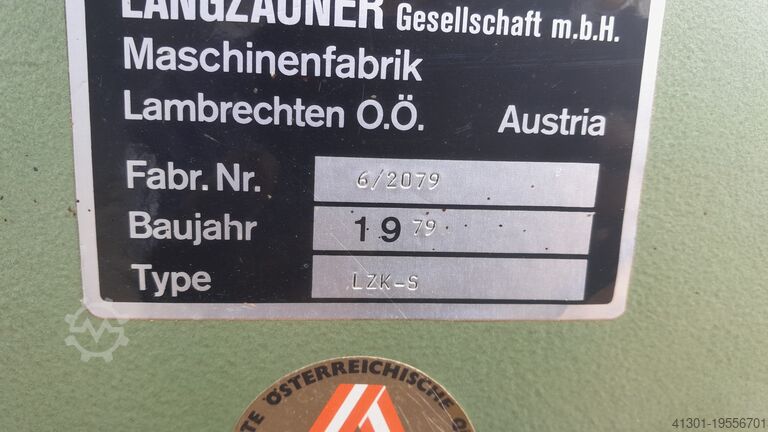 LANGZAUNER Gesellschaft m.b.H.
Maschinenfabrik
Lambrechten O.Ö. Austria
Fabr. Nr. 6/2079
Baujahr 1979
Type LZK-S
ÖSTERREICHISCHE
41301-19556701